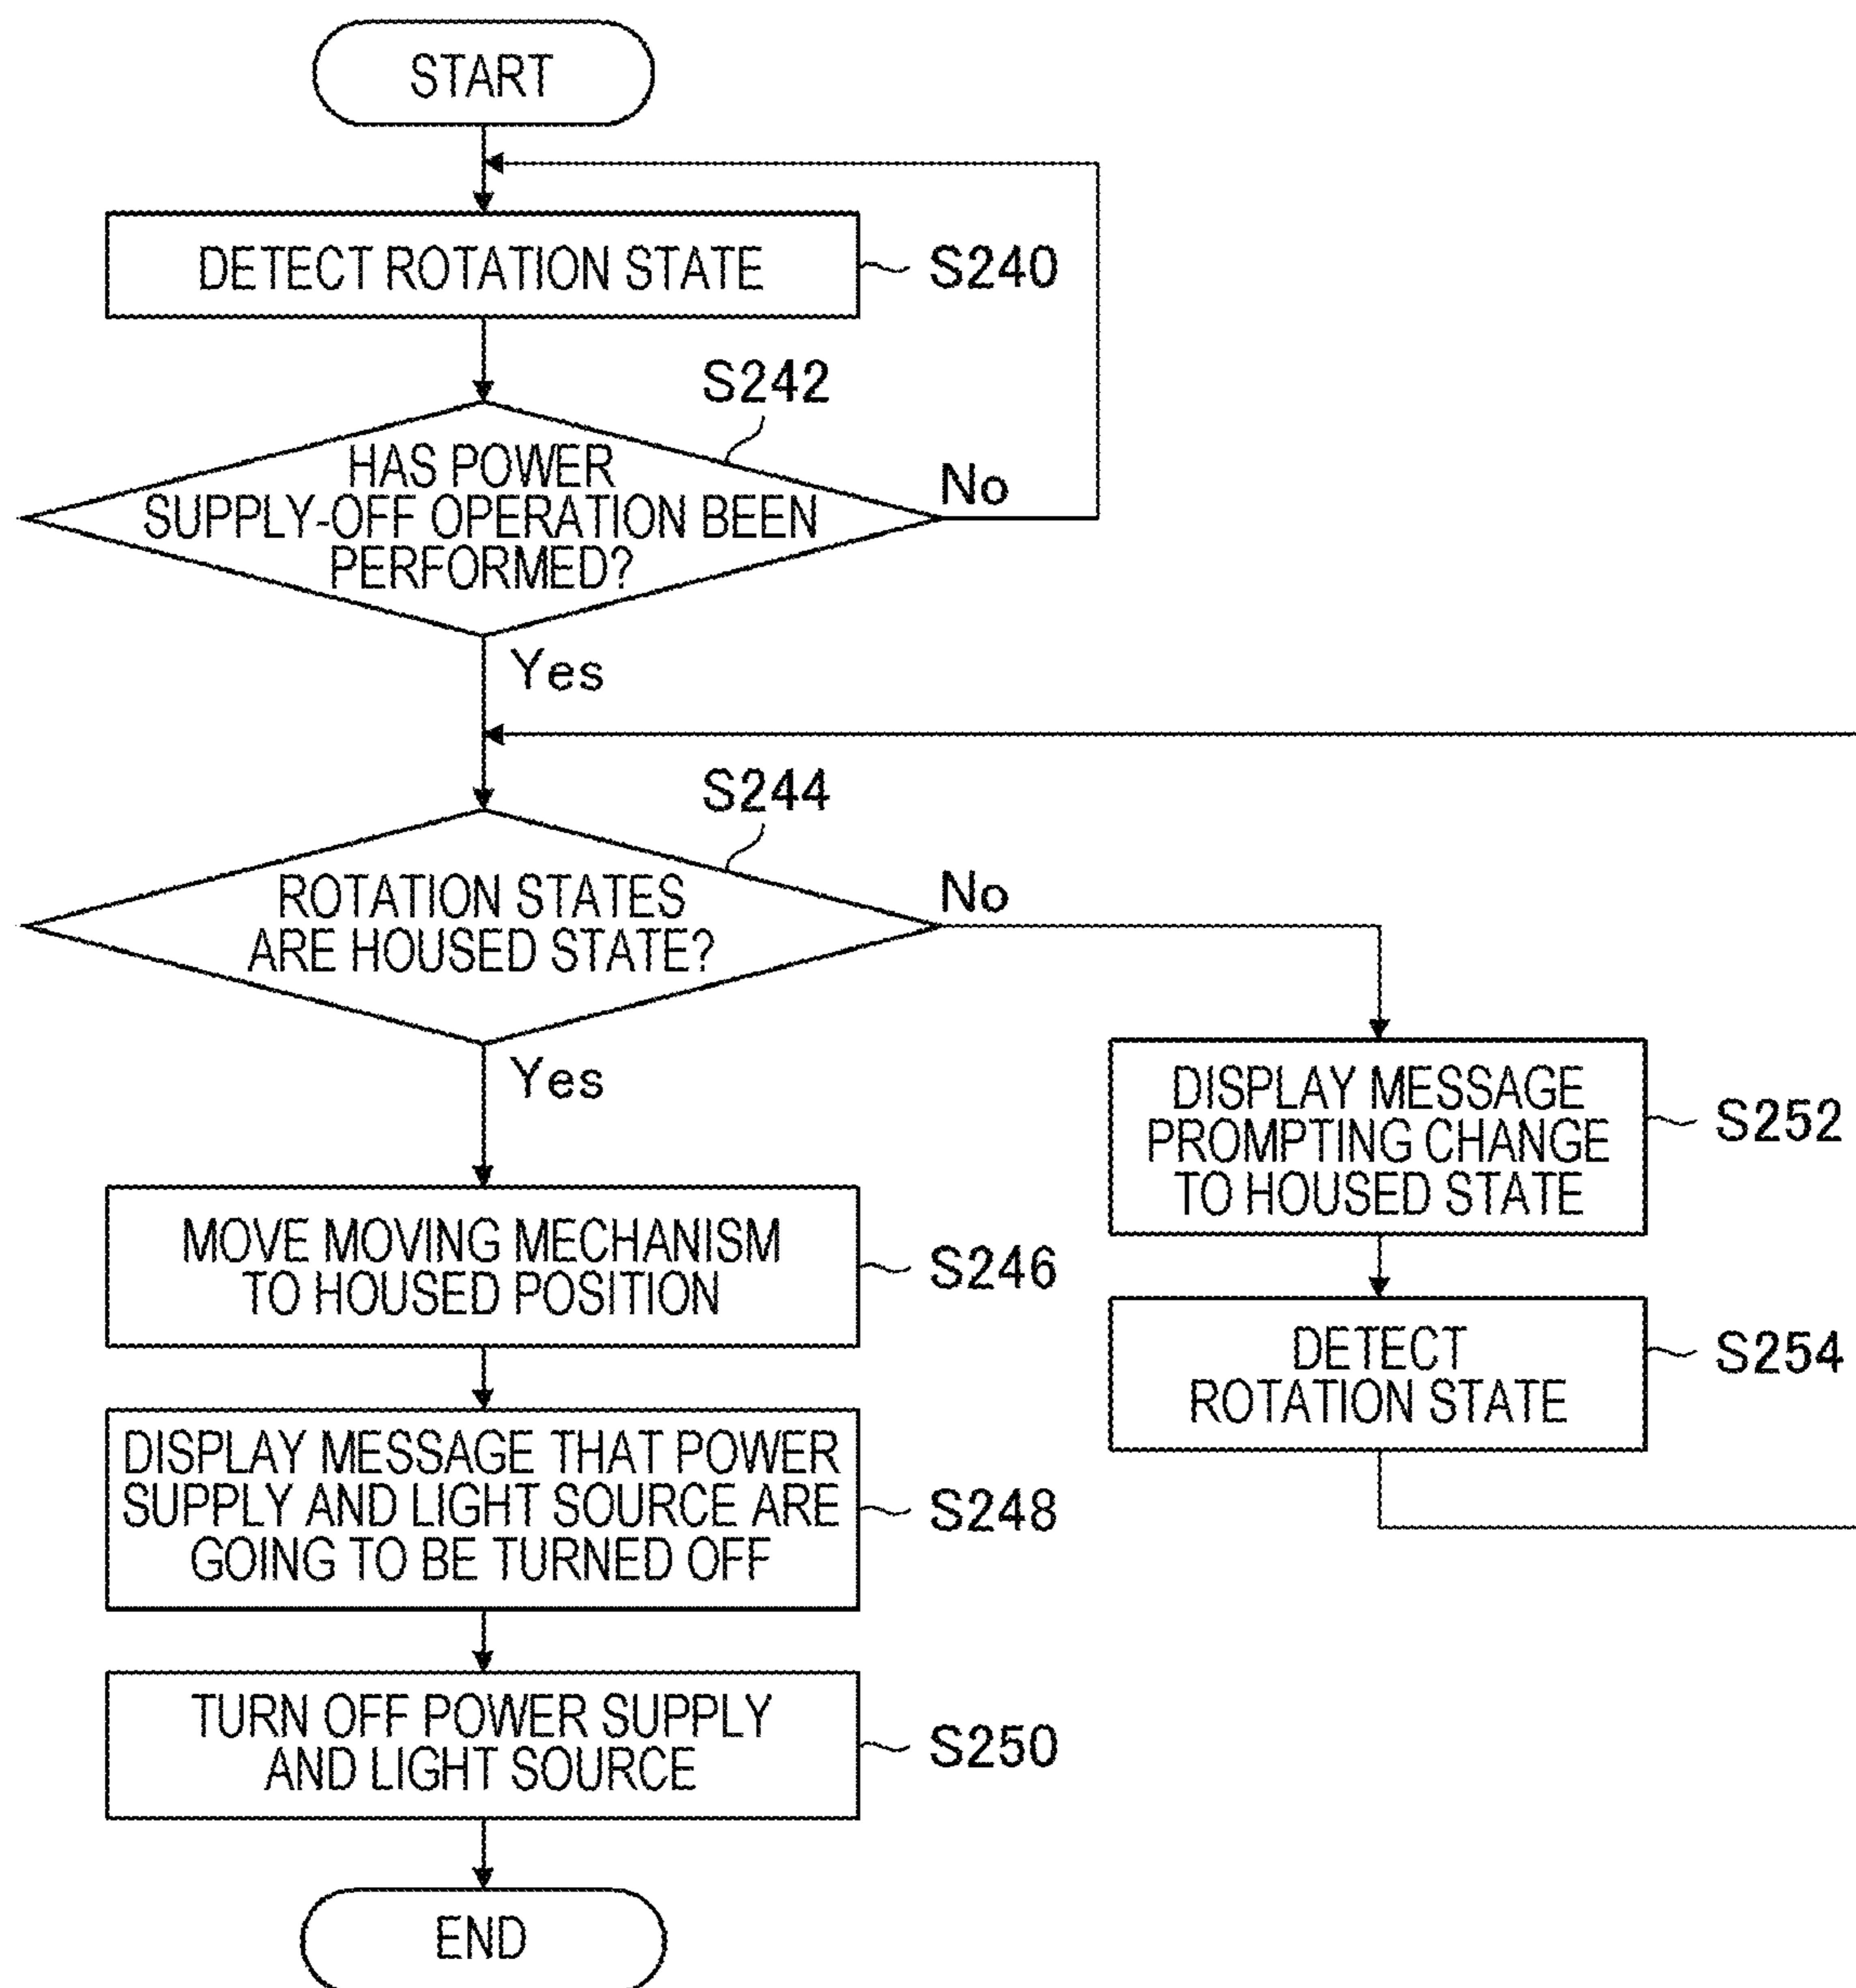 START
DETECT ROTATION STATE
S240
S242
HAS POWER
SUPPLY-OFF OPERATION BEEN
PERFORMED?
No
Yes
S244
ROTATION STATES
ARE HOUSED STATE?
No
Yes
DISPLAY MESSAGE
PROMPTING CHANGE
TO HOUSED STATE
S252
MOVE MOVING MECHANISM
TO HOUSED POSITION
S246
DETECT
ROTATION STATE
S254
DISPLAY MESSAGE THAT POWER
SUPPLY AND LIGHT SOURCE ARE
GOING TO BE TURNED OFF
S248
TURN OFF POWER SUPPLY
AND LIGHT SOURCE
S250
END